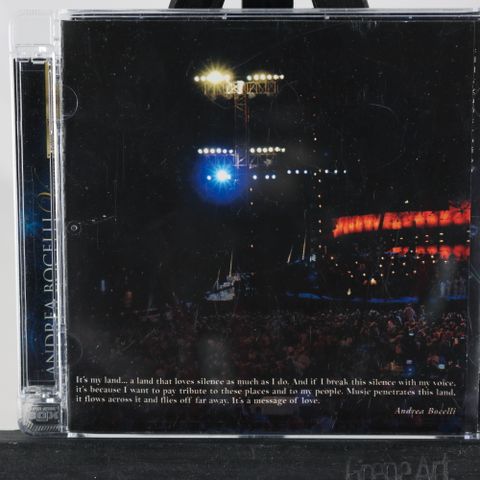 ANDREA BOCELLI
It's my land... a land that loves silence as much as I do. And if I break this silence with my voice,
it's because I want to pay tribute to these places and to my people. Music penetrates this land,
it flows across it and flies off far away. It's a message of love.
Andrea Bocelli